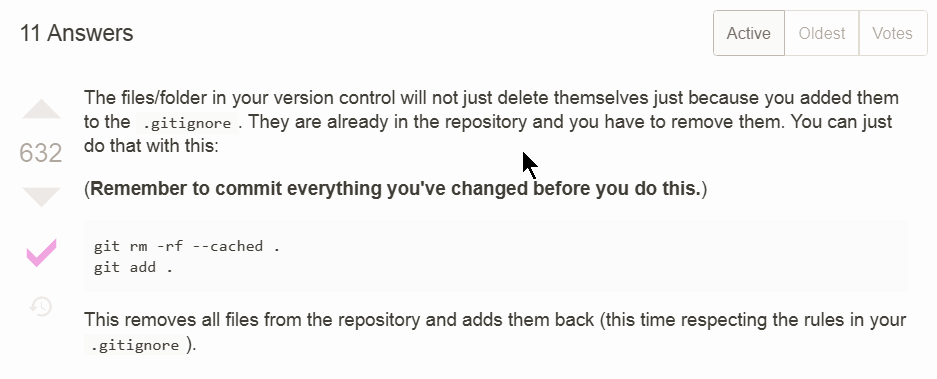 11 Answers
Active Oldest Votes
The files/folder in your version control will not just delete themselves just because you added them
to the .gitignore . They are already in the repository and you have to remove them. You can just
do that with this:
632
(Remember to commit everything you've changed before you do this.)
git rm -rf --cached .
git add .
This removes all files from the repository and adds them back (this time respecting the rules in your
.gitignore ).